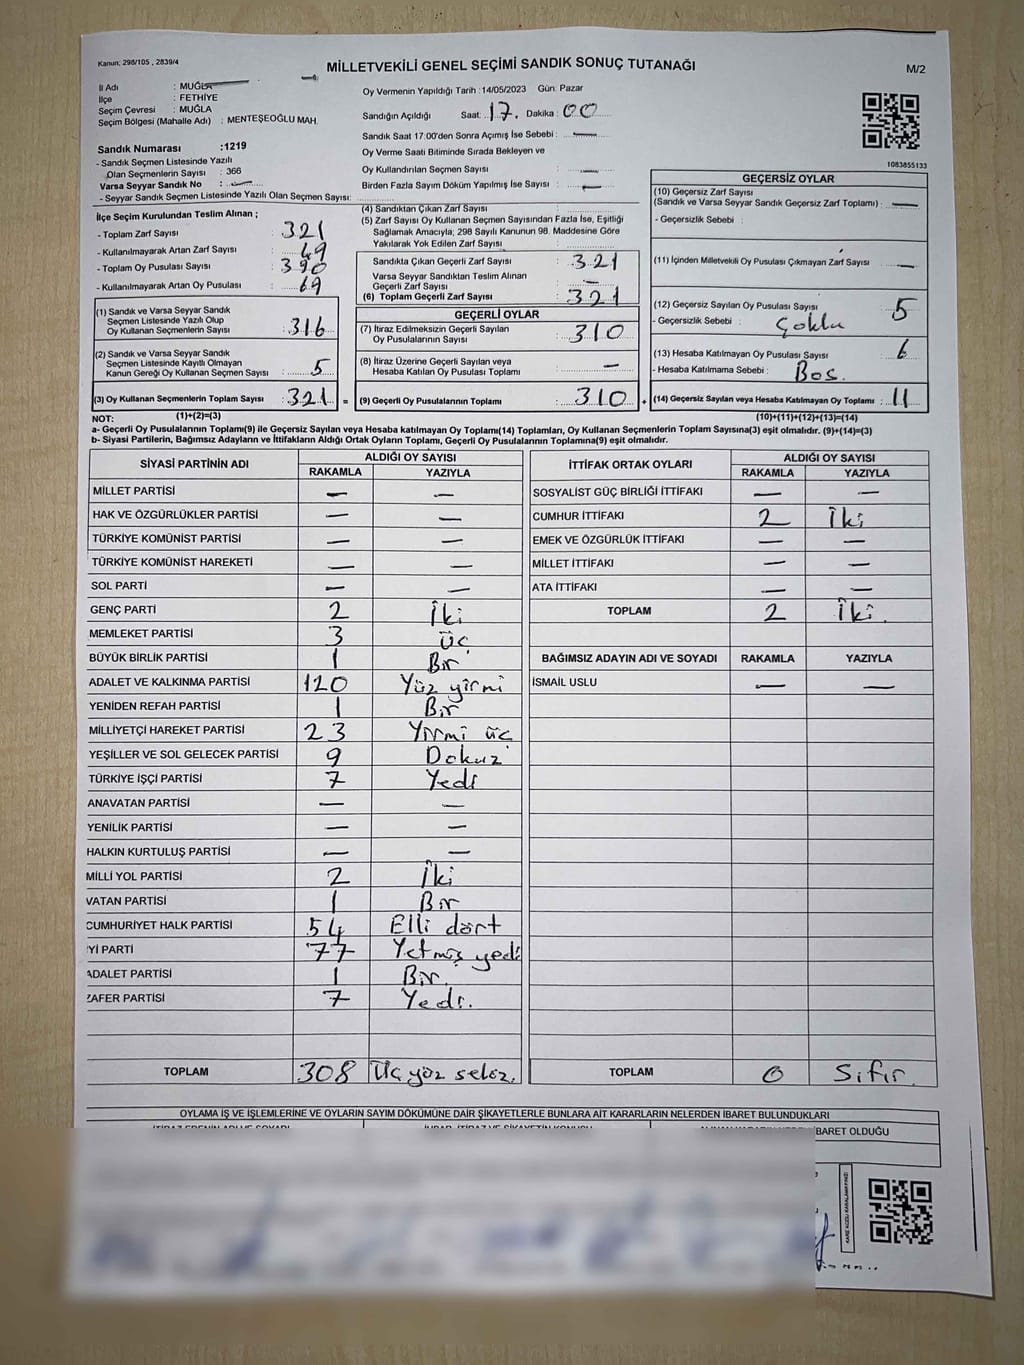 Kanun: 298/105 , 2839/4
MİLLETVEKİLİ GENEL SEÇİMİ SANDIK SONUÇ TUTANAĞI
M/2
İl Adı : MUĞLA
İlçe : FETHİYE
Seçim Çevresi : MUĞLA
Seçim Bölgesi (Mahalle Adı) : MENTEŞEOĞLU MAH.
Sandık Numarası :1219
- Sandık Seçmen Listesinde Yazılı
Olan Seçmenlerin Sayısı : 366
Varsa Seyyar Sandık No : —
- Seyyar Sandık Seçmen Listesinde Yazılı Olan Seçmen Sayısı:
Oy Vermenin Yapıldığı Tarih :14/05/2023 Gün: Pazar
Sandığın Açıldığı Saat: 17. Dakika : 00
Sandık Saat 17:00'den Sonra Açımış İse Sebebi : —
Oy Verme Saati Bitiminde Sırada Bekleyen ve
Oy Kullandırılan Seçmen Sayısı : —
Birden Fazla Sayım Döküm Yapılmış İse Sayısı : —
1083855133
İlçe Seçim Kurulundan Teslim Alınan ;
- Toplam Zarf Sayısı : 321
- Kullanılmayarak Artan Zarf Sayısı : 49
- Toplam Oy Pusulası Sayısı : 390
- Kullanılmayarak Artan Oy Pusulası : 69
(4) Sandıktan Çıkan Zarf Sayısı :
(5) Zarf Sayısı Oy Kullanan Seçmen Sayısından Fazla İse, Eşitliği
Sağlamak Amacıyla; 298 Sayılı Kanunun 98. Maddesine Göre
Yakılarak Yok Edilen Zarf Sayısı :
Sandıkta Çıkan Geçerli Zarf Sayısı : 321
Varsa Seyyar Sandıktan Teslim Alınan
Geçerli Zarf Sayısı : —
(6) Toplam Geçerli Zarf Sayısı : 321
GEÇERSİZ OYLAR
(10) Geçersiz Zarf Sayısı
(Sandık ve Varsa Seyyar Sandık Geçersiz Zarf Toplamı) : —
- Geçersizlik Sebebi :
(11) İçinden Milletvekili Oy Pusulası Çıkmayan Zarf Sayısı : —
(12) Geçersiz Sayılan Oy Pusulası Sayısı : 5
- Geçersizlik Sebebi : Çoklu
(13) Hesaba Katılmayan Oy Pusulası Sayısı : 6
- Hesaba Katılmama Sebebi : Bos.
(14) Geçersiz Sayılan veya Hesaba Katılmayan Oy Toplamı : 11
(1) Sandık ve Varsa Seyyar Sandık
Seçmen Listesinde Yazılı Olup
Oy Kullanan Seçmenlerin Sayısı : 316
(2) Sandık ve Varsa Seyyar Sandık
Seçmen Listesinde Kayıtlı Olmayan
Kanun Gereği Oy Kullanan Seçmen Sayısı : 5
(3) Oy Kullanan Seçmenlerin Toplam Sayısı : 321 =
GEÇERLİ OYLAR
(7) İtiraz Edilmeksizin Geçerli Sayılan
Oy Pusulalarının Sayısı : 310
(8) İtiraz Üzerine Geçerli Sayılan veya
Hesaba Katılan Oy Pusulası Toplamı : —
(9) Geçerli Oy Pusulalarının Toplamı : 310 +
NOT: (1)+(2)=(3) (10)+(11)+(12)+(13)=(14)
a- Geçerli Oy Pusulalarının Toplamı(9) ile Geçersiz Sayılan veya Hesaba Katılmayan Oy Toplamı(14) Toplamları, Oy Kullanan Seçmenlerin Toplam Sayısına(3) eşit olmalıdır. (9)+(14)=(3)
b- Siyasi Partilerin, Bağımsız Adayların ve İttifakların Aldığı Ortak Oyların Toplamı, Geçerli Oy Pusulalarının Toplamına(9) eşit olmalıdır.
SİYASİ PARTİNİN ADI ALDIĞI OY SAYISI
RAKAMLA YAZIYLA
MİLLET PARTİSİ — —
HAK VE ÖZGÜRLÜKLER PARTİSİ — —
TÜRKİYE KOMÜNİST PARTİSİ — —
TÜRKİYE KOMÜNİST HAREKETİ — —
SOL PARTİ — —
GENÇ PARTİ 2 İki
MEMLEKET PARTİSİ 3 üç
BÜYÜK BİRLİK PARTİSİ 1 Bir
ADALET VE KALKINMA PARTİSİ 120 Yüz yirmi
YENİDEN REFAH PARTİSİ 1 Bir
MİLLİYETÇİ HAREKET PARTİSİ 23 Yirmi üç
YEŞİLLER VE SOL GELECEK PARTİSİ 9 Dokuz
TÜRKİYE İŞÇİ PARTİSİ 7 Yedi
ANAVATAN PARTİSİ — —
YENİLİK PARTİSİ — —
HALKIN KURTULUŞ PARTİSİ — —
MİLLİ YOL PARTİSİ 2 İki
VATAN PARTİSİ 1 Bir
CUMHURİYET HALK PARTİSİ 54 Elli dört
İYİ PARTİ 77 Yetmiş yedi
ADALET PARTİSİ 1 Bir.
ZAFER PARTİSİ 7 Yedi.
TOPLAM 308 Üçyüz sekiz.
İTTİFAK ORTAK OYLARI ALDIĞI OY SAYISI
RAKAMLA YAZIYLA
SOSYALİST GÜÇ BİRLİĞİ İTTİFAKI — —
CUMHUR İTTİFAKI 2 İki
EMEK VE ÖZGÜRLÜK İTTİFAKI — —
MİLLET İTTİFAKI — —
ATA İTTİFAKI — —
TOPLAM 2 İki.
BAĞIMSIZ ADAYIN ADI VE SOYADI RAKAMLA YAZIYLA
İSMAIL USLU — —
TOPLAM 0 Sıfır.
OYLAMA İŞ VE İŞLEMLERİNE VE OYLARIN SAYIM DÖKÜMÜNE DAİR ŞİKAYETLERLE BUNLARA AİT KARARLARIN NELERDEN İBARET BULUNDUKLARI
BARET OLDUĞU